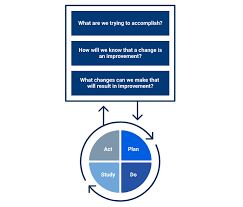 What are we trying to accomplish?
How will we know that a change is
an improvement?
What changes can we make that
will result in improvement?
Act
Plan
Study
Do